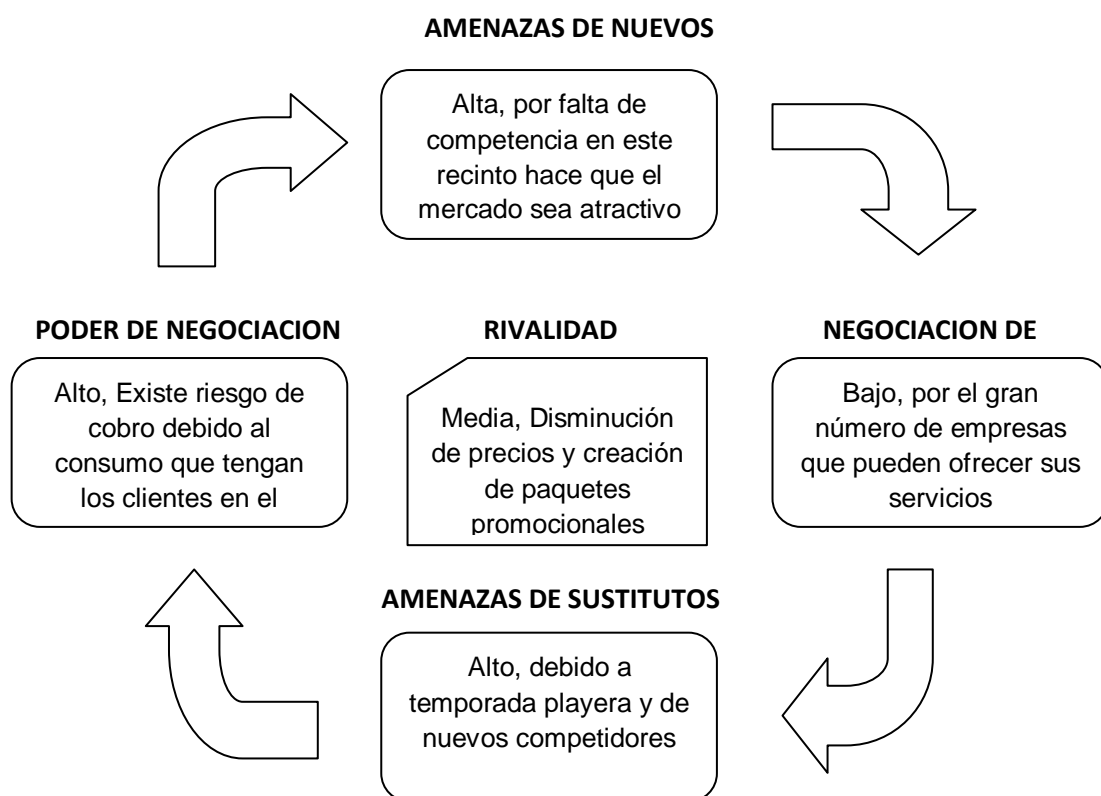 AMENAZAS DE NUEVOS
Alta, por falta de
competencia en este
recinto hace que el
mercado sea atractivo
PODER DE NEGOCIACION
Alto, Existe riesgo de
cobro debido al
consumo que tengan
los clientes en el
RIVALIDAD
Media, Disminución
de precios y creación
de paquetes
promocionales
NEGOCIACION DE
Bajo, por el gran
número de empresas
que pueden ofrecer sus
servicios
AMENAZAS DE SUSTITUTOS
Alto, debido a
temporada playera y de
nuevos competidores